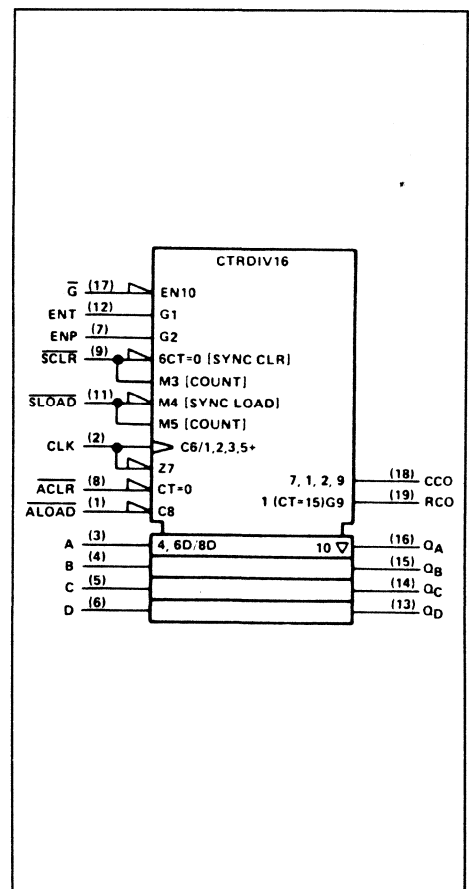 CTRDIV16
G (17) EN10
ENT (12) G1
ENP (7) G2
SCLR (9) 6CT=0 [SYNC CLR]
M3 [COUNT]
SLOAD (11) M4 [SYNC LOAD]
M5 [COUNT]
CLK (2) C6/1,2,3,5+
Z7
ACLR (8) CT=0
ALOAD (1) C8
7, 1, 2, 9 (18) CCO
1 (CT=15)G9 (19) RCO
A (3) 4, 6D/8D 10 ▽ (16) QA
B (4) (15) QB
C (5) (14) QC
D (6) (13) QD